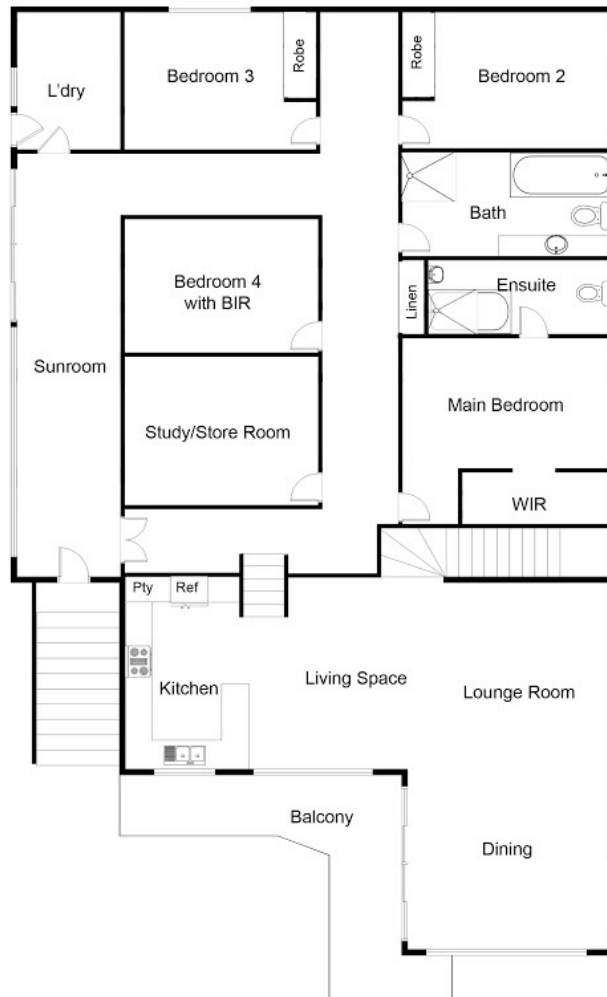 Robe
Bedroom 3
Robe
Bedroom 2
L'dry
Bath
Bedroom 4
with BIR
Linen
Ensuite
Sunroom
Main Bedroom
Study/Store Room
WIR
Pty
Ref
Kitchen
Living Space
Lounge Room
Balcony
Dining